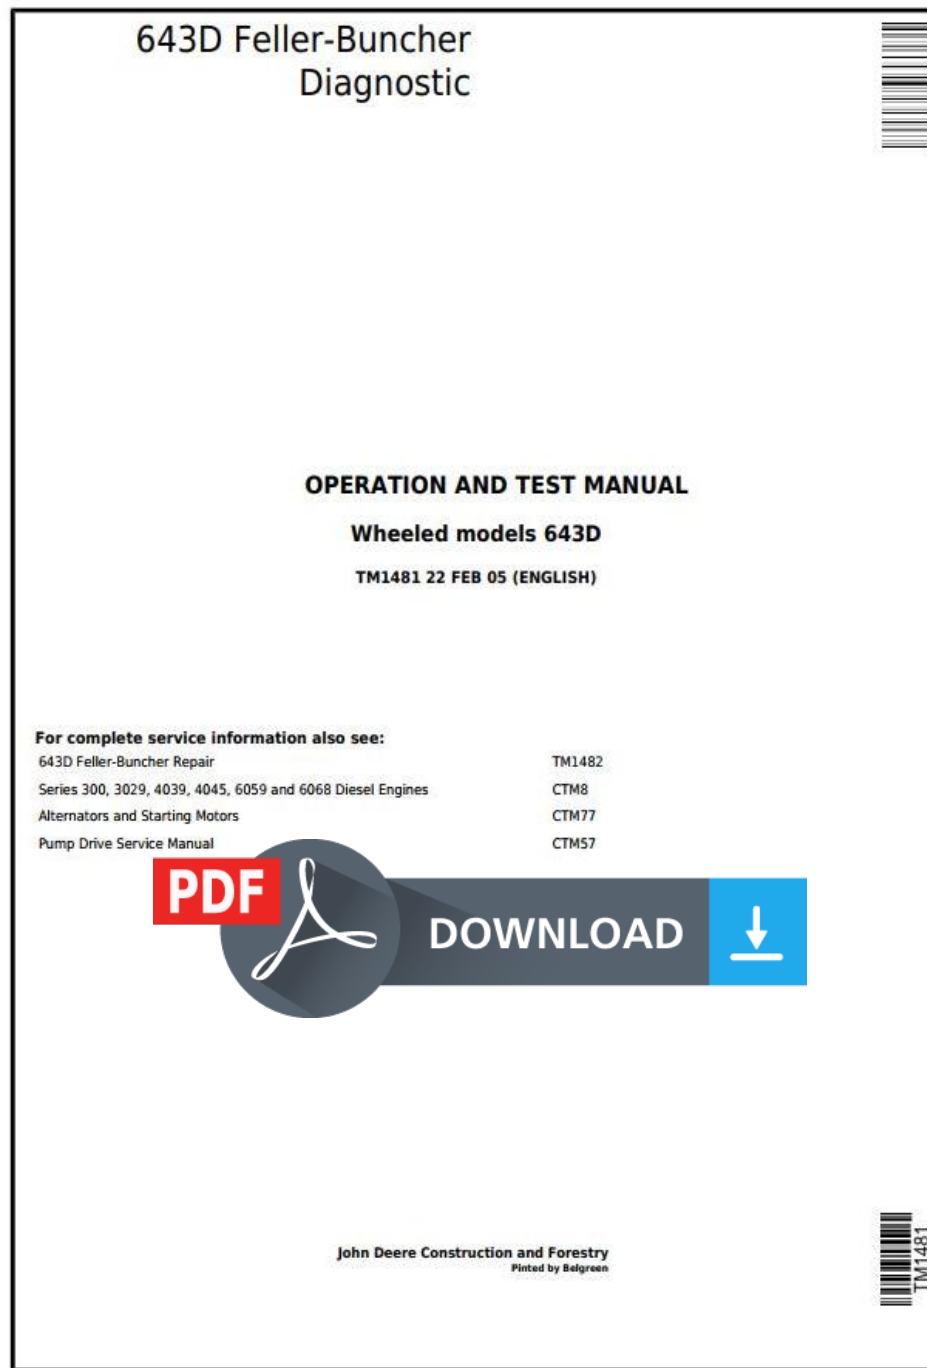 643D Feller-Buncher
Diagnostic
OPERATION AND TEST MANUAL
Wheeled models 643D
TM1481 22 FEB 05 (ENGLISH)
For complete service information also see:
643D Feller-Buncher Repair TM1482
Series 300, 3029, 4039, 4045, 6059 and 6068 Diesel Engines CTM8
Alternators and Starting Motors CTM77
Pump Drive Service Manual CTM57
PDF
DOWNLOAD
John Deere Construction and Forestry
Pinted by Belgreen
TM1481